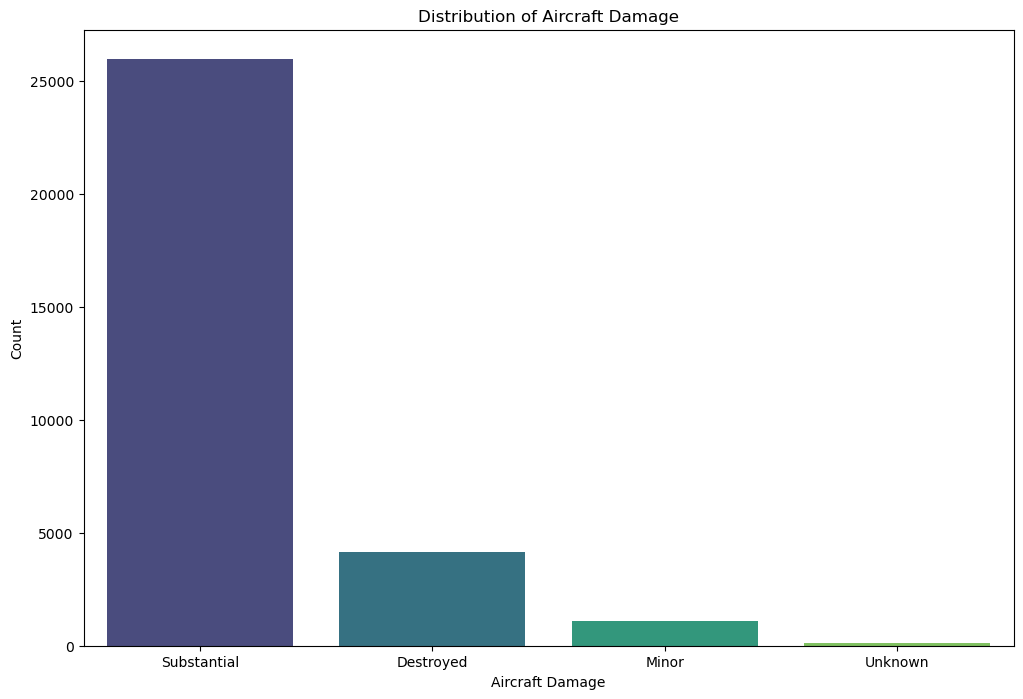 Distribution of Aircraft Damage
25000
20000
15000
10000
5000
0
Count
Substantial
Destroyed
Minor
Unknown
Aircraft Damage